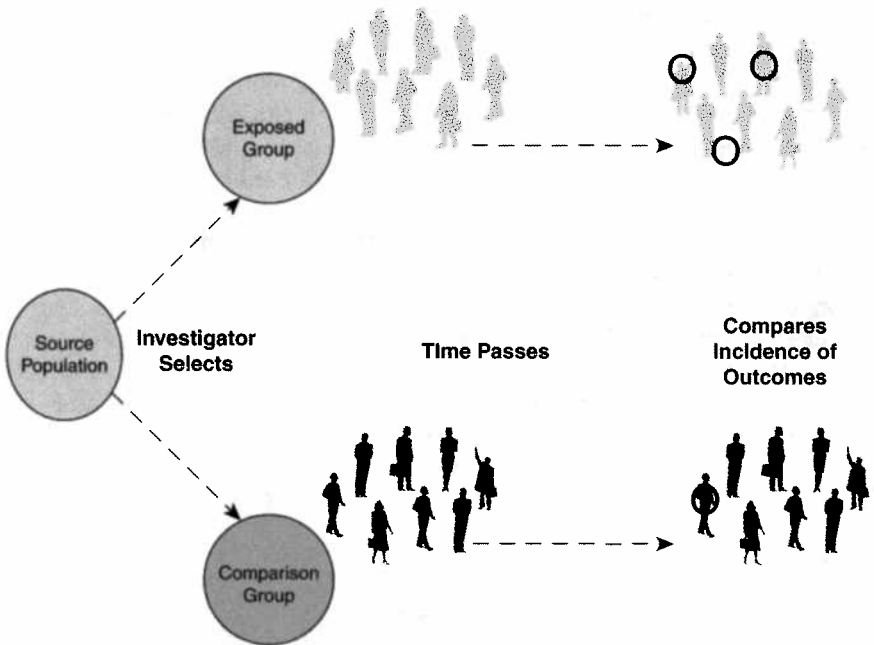 Exposed
Group
Source
Population
Investigator
Selects
Time Passes
Compares
Incidence of
Outcomes
Comparison
Group